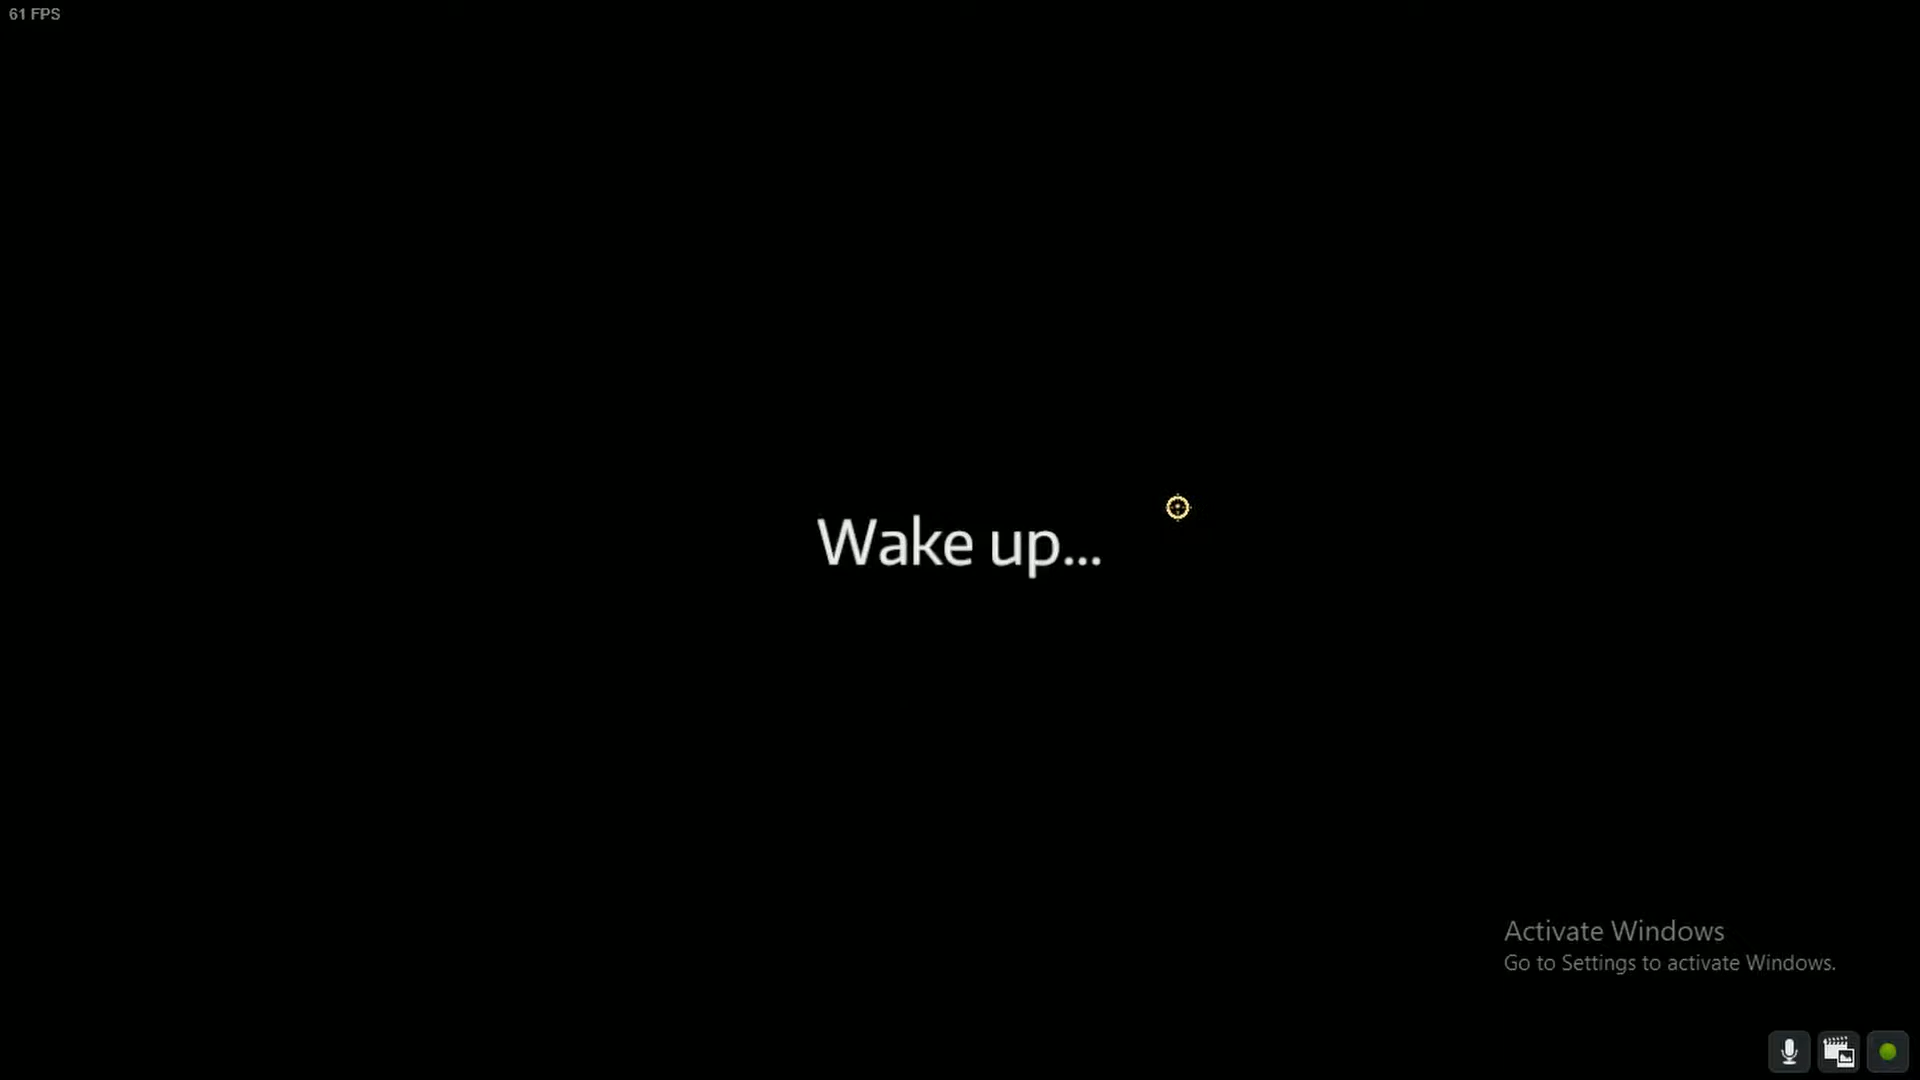 61 FPS
Wake up...
Activate Windows
Go to Settings to activate Windows.